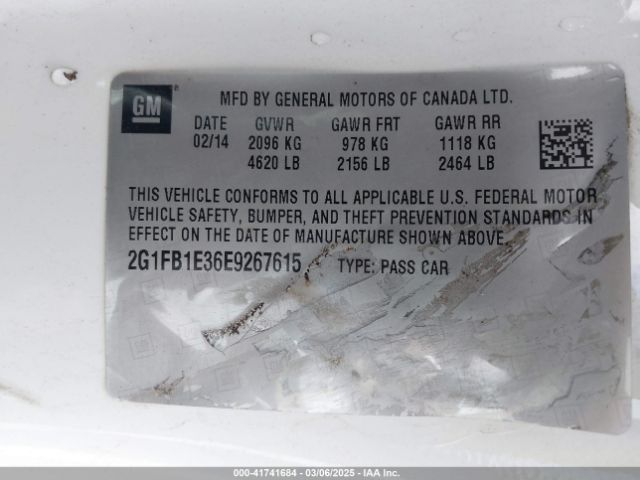 GM
MFD BY GENERAL MOTORS OF CANADA LTD.
DATE GVWR GAWR FRT GAWR RR
02/14 2096 KG 978 KG 1118 KG
4620 LB 2156 LB 2464 LB
THIS VEHICLE CONFORMS TO ALL APPLICABLE U.S. FEDERAL MOTOR
VEHICLE SAFETY, BUMPER, AND THEFT PREVENTION STANDARDS IN
EFFECT ON THE DATE OF MANUFACTURE SHOWN ABOVE.
2G1FB1E36E9267615 TYPE: PASS CAR
000-41741684 | 03/06/2025 - IAAI.COM